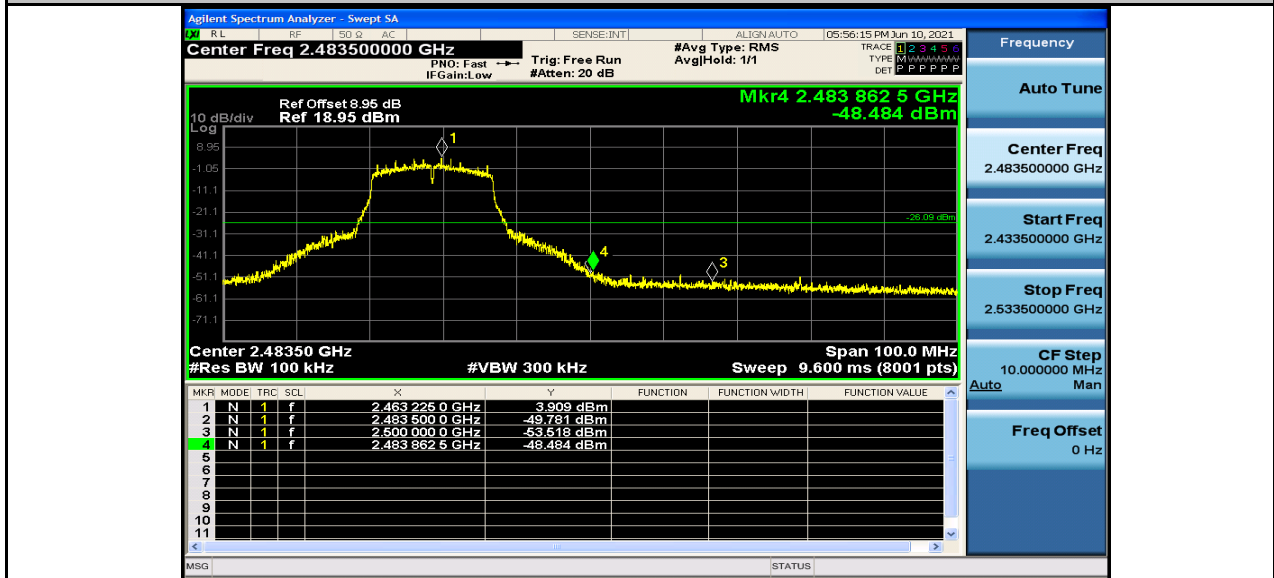 Agilent Spectrum Analyzer - Swept SA
RL RF 50 Ω AC SENSE:INT ALIGN AUTO 05:56:15 PM Jun 10, 2021
Center Freq 2.483500000 GHz
PNO: Fast
IFGain:Low
Trig: Free Run
#Atten: 20 dB
#Avg Type: RMS
Avg|Hold: 1/1
TRACE 1 2 3 4 5 6
TYPE M
DET P P P P P P
Frequency
Auto Tune
Center Freq
2.483500000 GHz
Start Freq
2.433500000 GHz
Stop Freq
2.533500000 GHz
CF Step
10.000000 MHz
Auto Man
Freq Offset
0 Hz
Mkr4 2.483 862 5 GHz
-48.484 dBm
Ref Offset 8.95 dB
10 dB/div Ref 18.95 dBm
Log
8.95
-1.05
-11.1
-21.1
-31.1
-41.1
-51.1
-61.1
-71.1
1
4
3
-26.09 dBm
Center 2.48350 GHz Span 100.0 MHz
#Res BW 100 kHz #VBW 300 kHz Sweep 9.600 ms (8001 pts)
MKR MODE TRC SCL X Y FUNCTION FUNCTION WIDTH FUNCTION VALUE
1 N 1 f 2.463 225 0 GHz 3.909 dBm
2 N 1 f 2.483 500 0 GHz -49.781 dBm
3 N 1 f 2.500 000 0 GHz -53.518 dBm
4 N 1 f 2.483 862 5 GHz -48.484 dBm
5
6
7
8
9
10
11
MSG STATUS